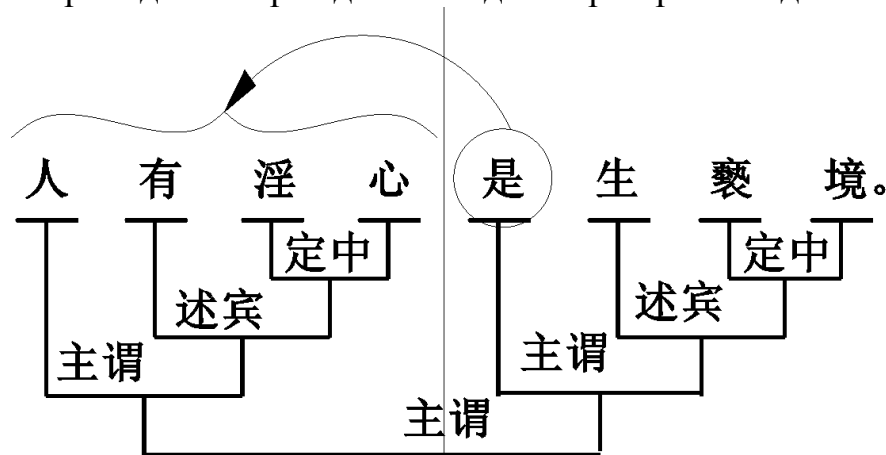 人有淫心是生亵境。
定中 定中
述宾 述宾
主谓 主谓
主谓